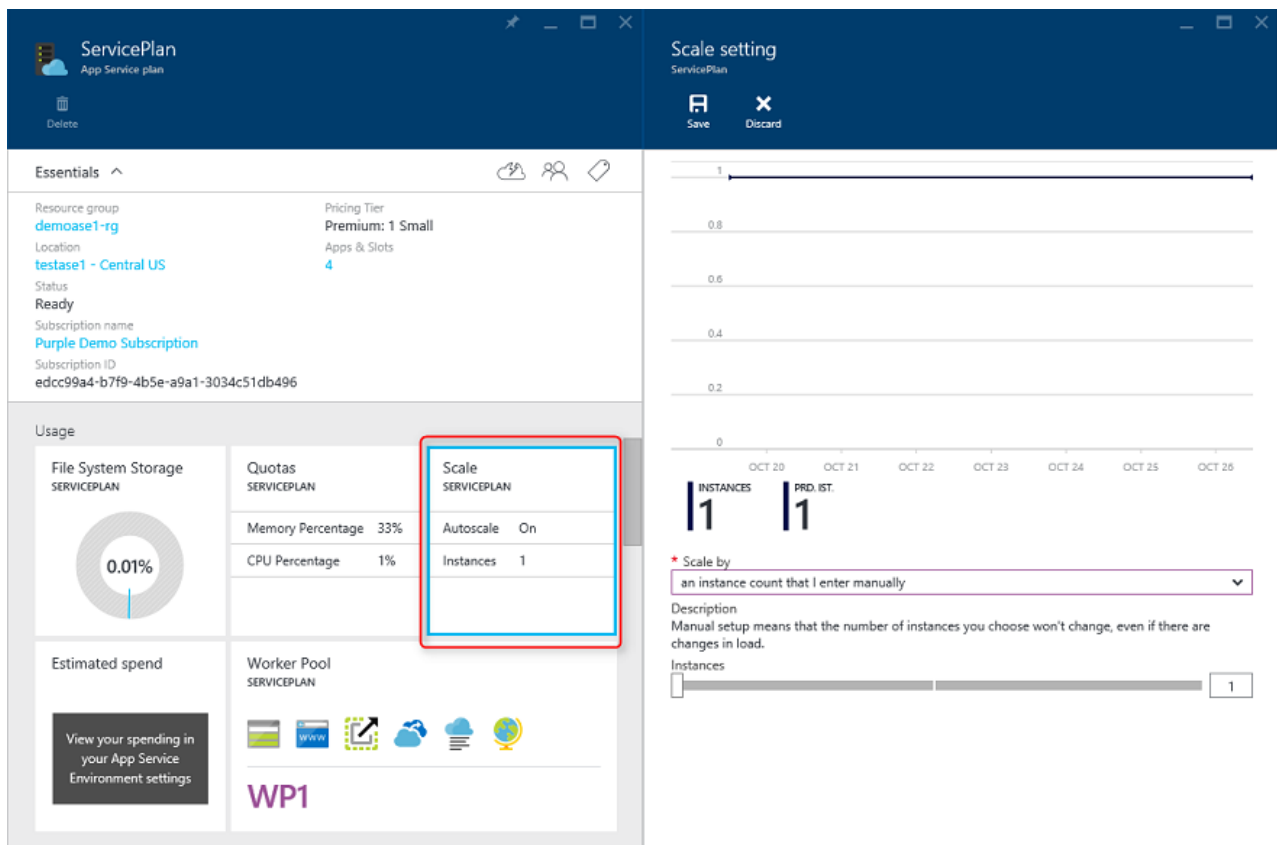 ServicePlan
App Service plan
Delete
Essentials
Resource group
demoase1-rg
Pricing Tier
Premium: 1 Small
Location
testase1 - Central US
Apps & Slots
4
Status
Ready
Subscription name
Purple Demo Subscription
Subscription ID
edcc99a4-b7f9-4b5e-a9a1-3034c51db496
Usage
File System Storage
SERVICEPLAN
0.01%
Quotas
SERVICEPLAN
Memory Percentage 33%
CPU Percentage 1%
Scale
SERVICEPLAN
Autoscale On
Instances 1
Estimated spend
View your spending in
your App Service
Environment settings
Worker Pool
SERVICEPLAN
www
WP1
Scale setting
ServicePlan
Save
Discard
1
0.8
0.6
0.4
0.2
0
OCT 20 OCT 21 OCT 22 OCT 23 OCT 24 OCT 25 OCT 26
INSTANCES
1
PRD. IST.
1
* Scale by
an instance count that I enter manually
Description
Manual setup means that the number of instances you choose won't change, even if there are
changes in load.
Instances
1